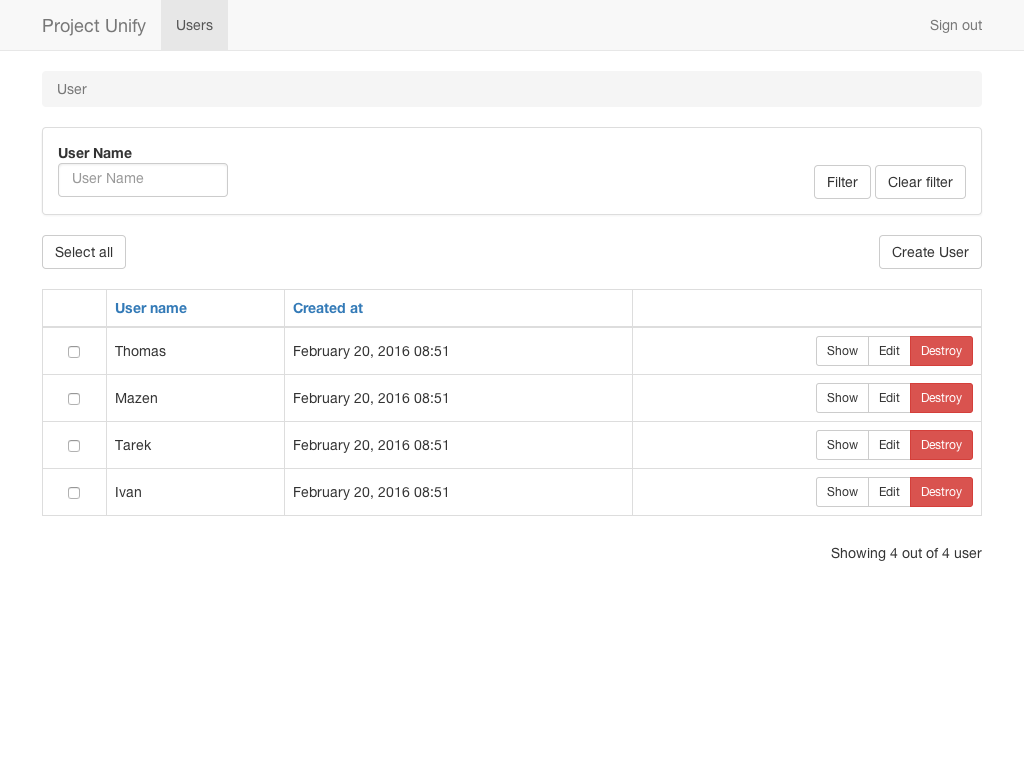 Project Unify Users Sign out
User
User Name
User Name Filter Clear filter
Select all Create User
User name Created at
Thomas February 20, 2016 08:51 Show Edit Destroy
Mazen February 20, 2016 08:51 Show Edit Destroy
Tarek February 20, 2016 08:51 Show Edit Destroy
Ivan February 20, 2016 08:51 Show Edit Destroy
Showing 4 out of 4 user